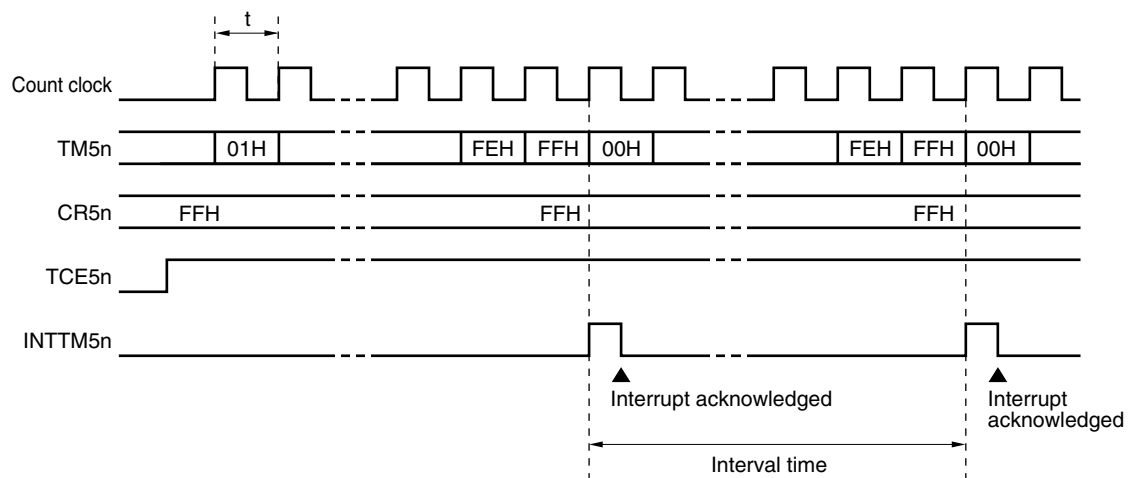 t
Count clock
TM5n 01H FEH FFH 00H FEH FFH 00H
CR5n FFH FFH FFH
TCE5n
INTTM5n
Interrupt acknowledged
Interrupt
acknowledged
Interval time